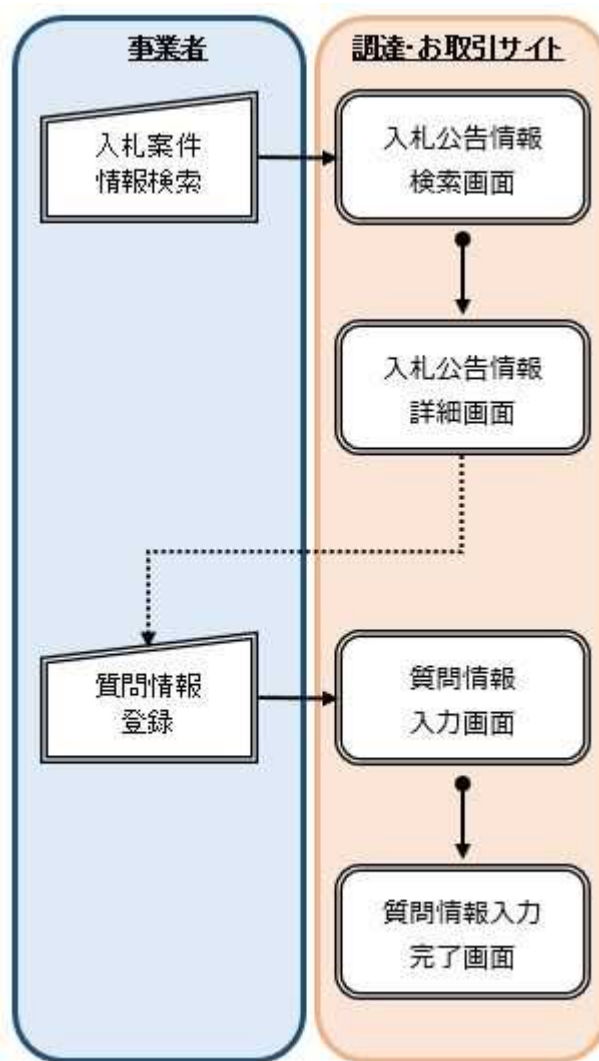 事業者
調達・お取引サイト
入札案件
情報検索
入札公告情報
検索画面
入札公告情報
詳細画面
質問情報
登録
質問情報
入力画面
質問情報入力
完了画面